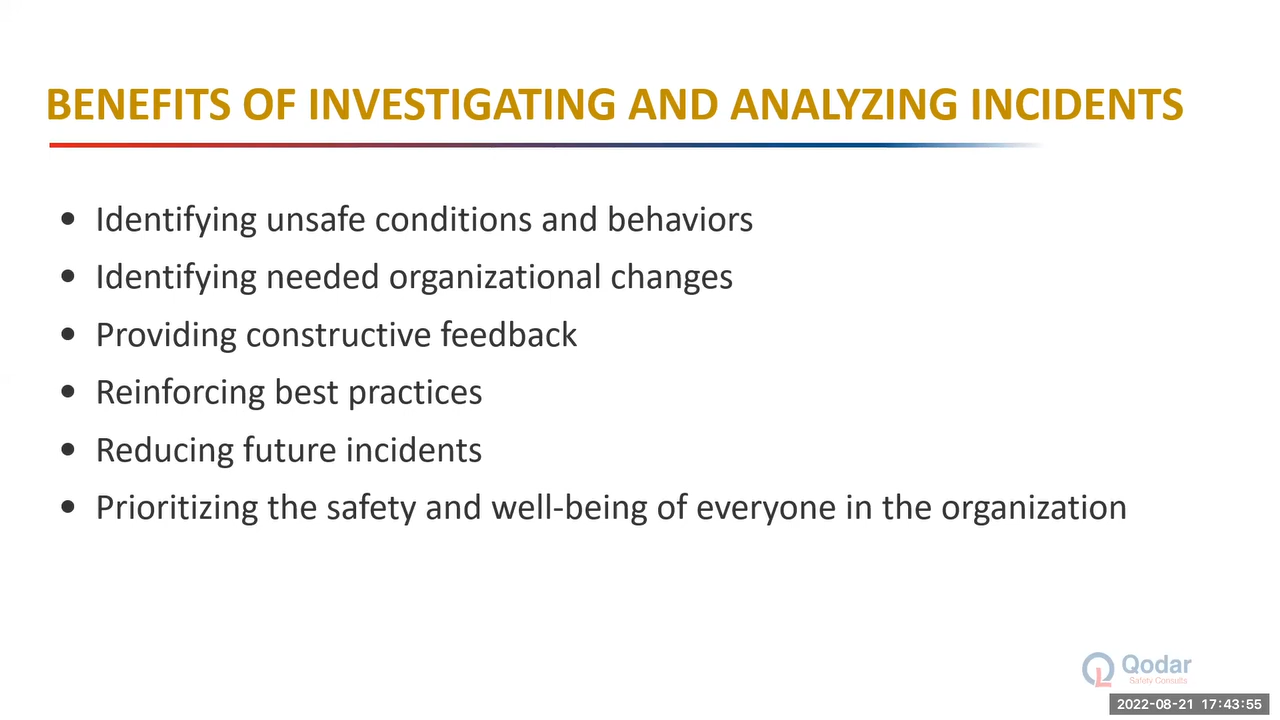 BENEFITS OF INVESTIGATING AND ANALYZING INCIDENTS
• Identifying unsafe conditions and behaviors
• Identifying needed organizational changes
• Providing constructive feedback
• Reinforcing best practices
• Reducing future incidents
• Prioritizing the safety and well-being of everyone in the organization
Qodar
Safety Consults
2022-08-21 17:43:55